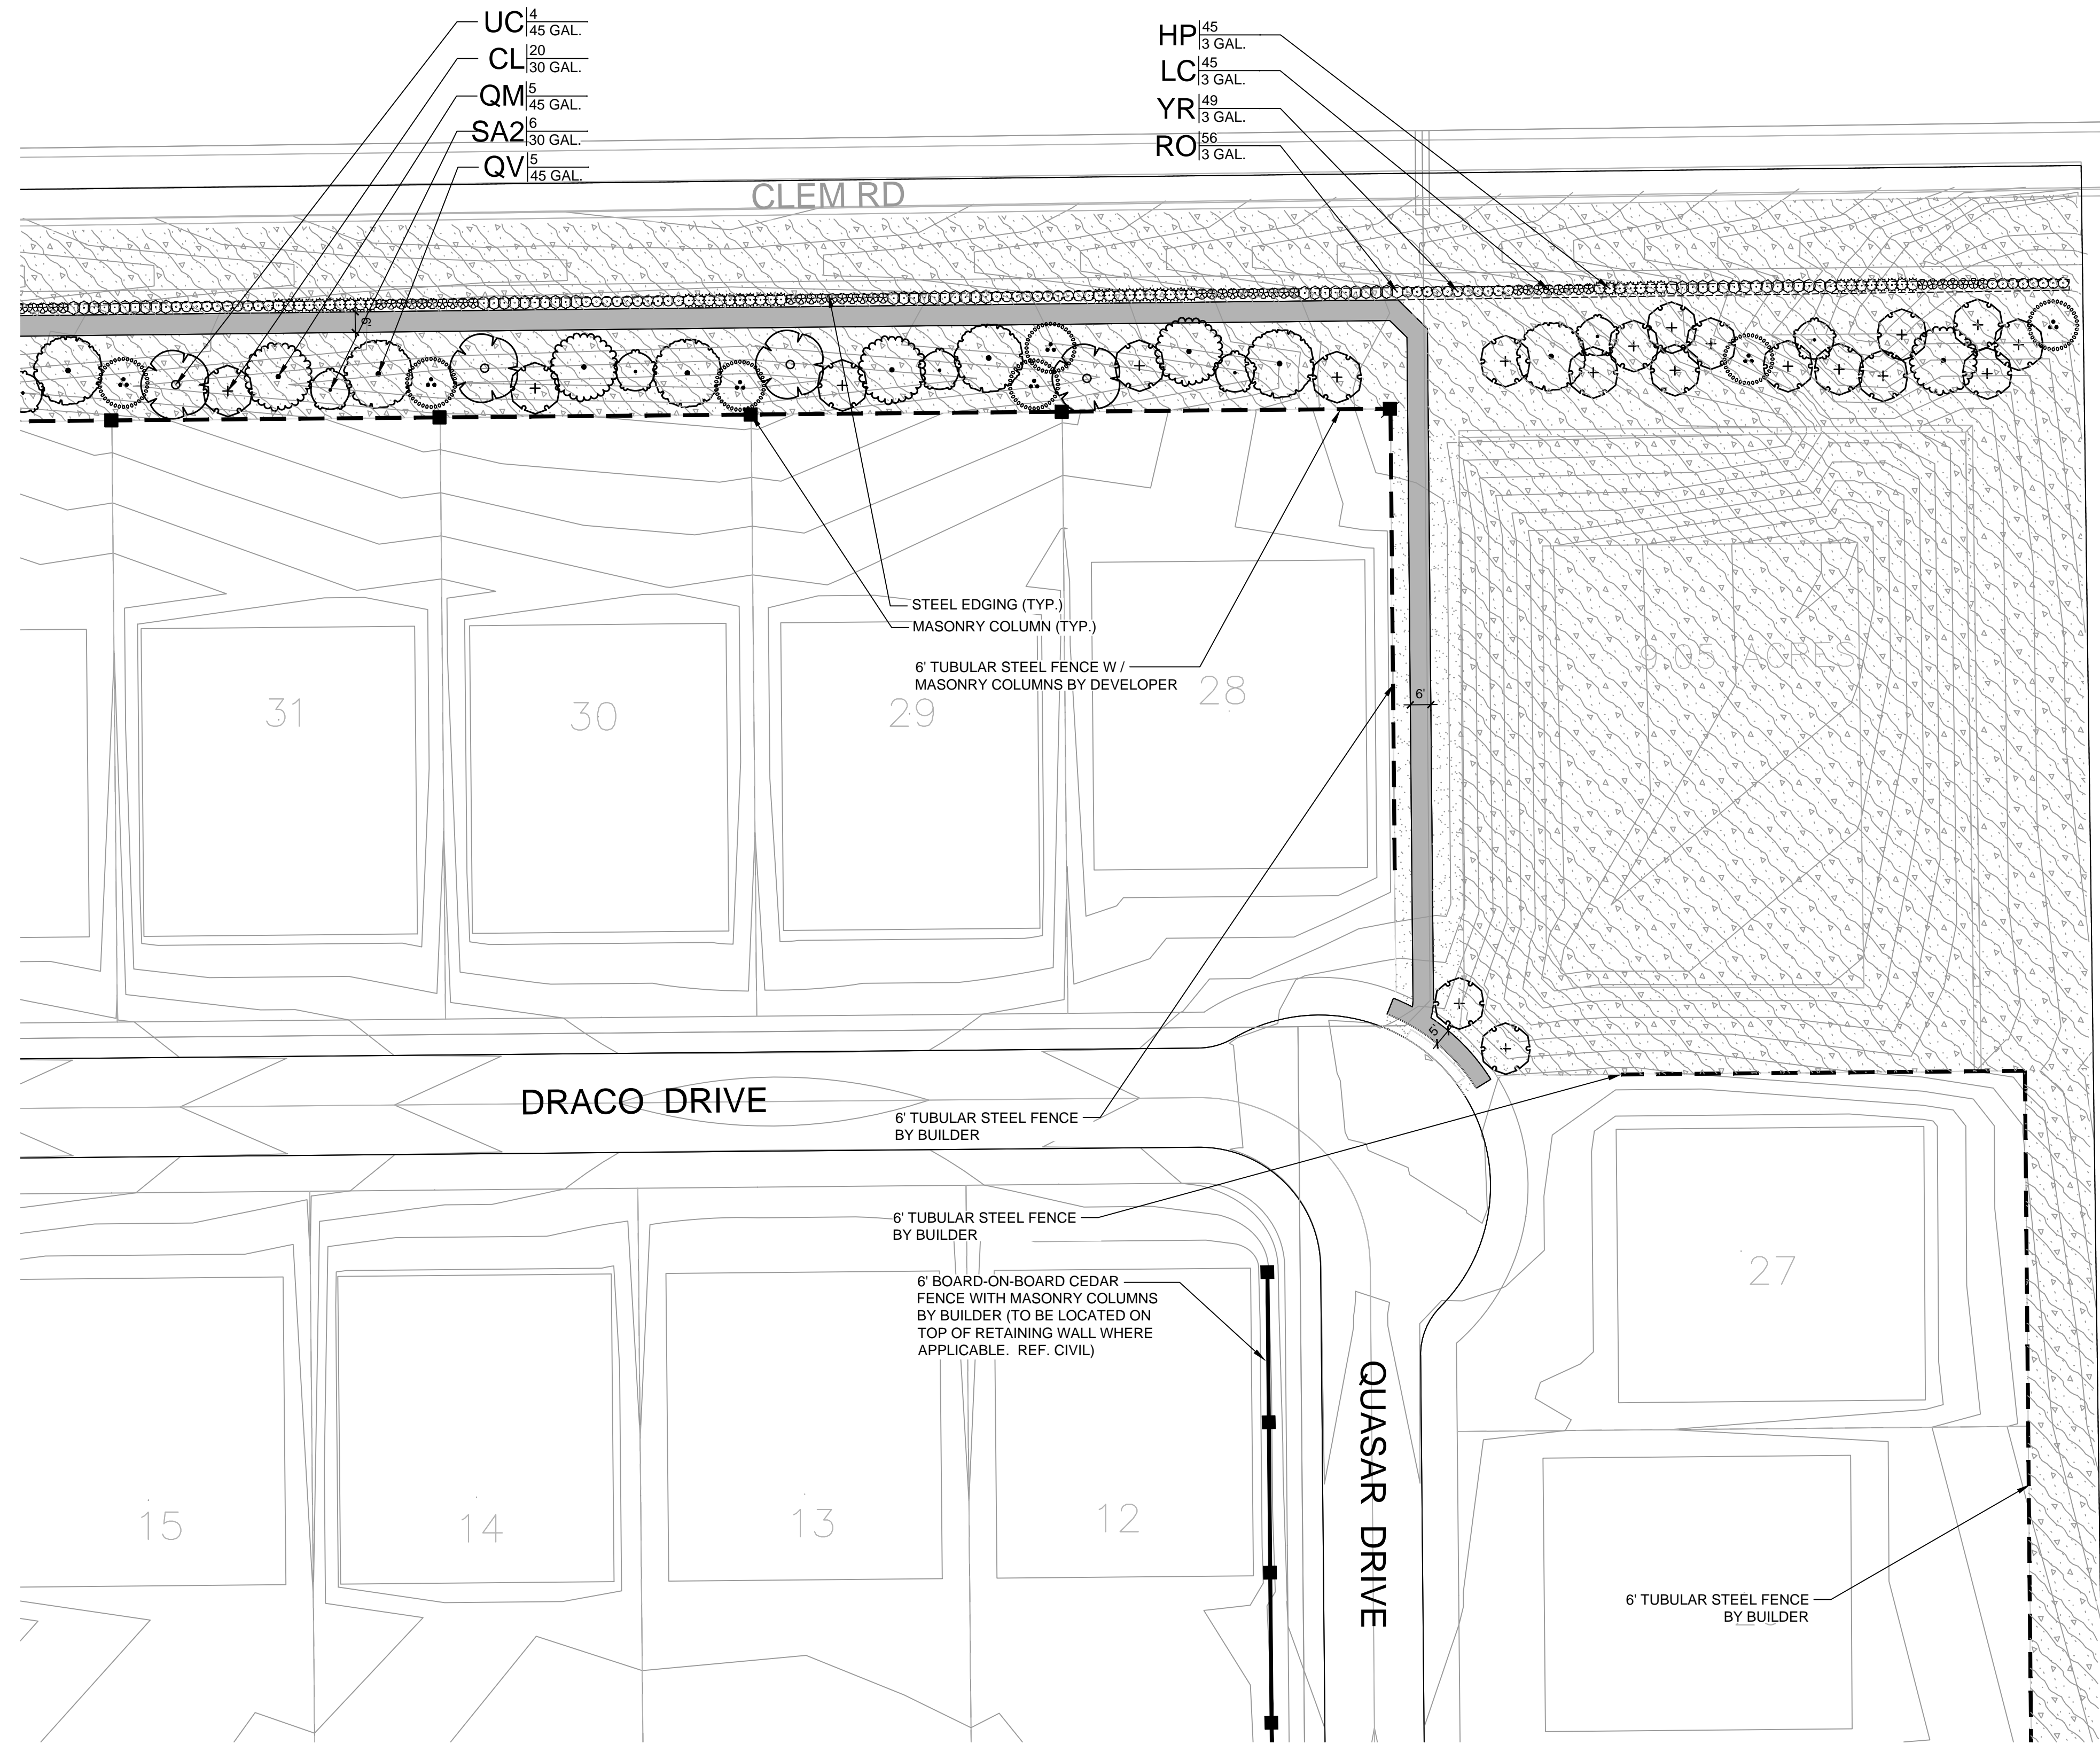 UC 4
45 GAL.
CL 20
30 GAL.
QM 5
45 GAL.
SA2 6
30 GAL.
QV 5
45 GAL.
HP 45
3 GAL.
LC 45
3 GAL.
YR 49
3 GAL.
RO 56
3 GAL.
CLEM RD
6'
STEEL EDGING (TYP.)
MASONRY COLUMN (TYP.)
6' TUBULAR STEEL FENCE W /
MASONRY COLUMNS BY DEVELOPER
31
30
29
28
6'
9.05 ACRES
5'
DRACO DRIVE
6' TUBULAR STEEL FENCE
BY BUILDER
6' TUBULAR STEEL FENCE
BY BUILDER
6' BOARD-ON-BOARD CEDAR
FENCE WITH MASONRY COLUMNS
BY BUILDER (TO BE LOCATED ON
TOP OF RETAINING WALL WHERE
APPLICABLE. REF. CIVIL)
27
QUASAR DRIVE
15
14
13
12
6' TUBULAR STEEL FENCE
BY BUILDER